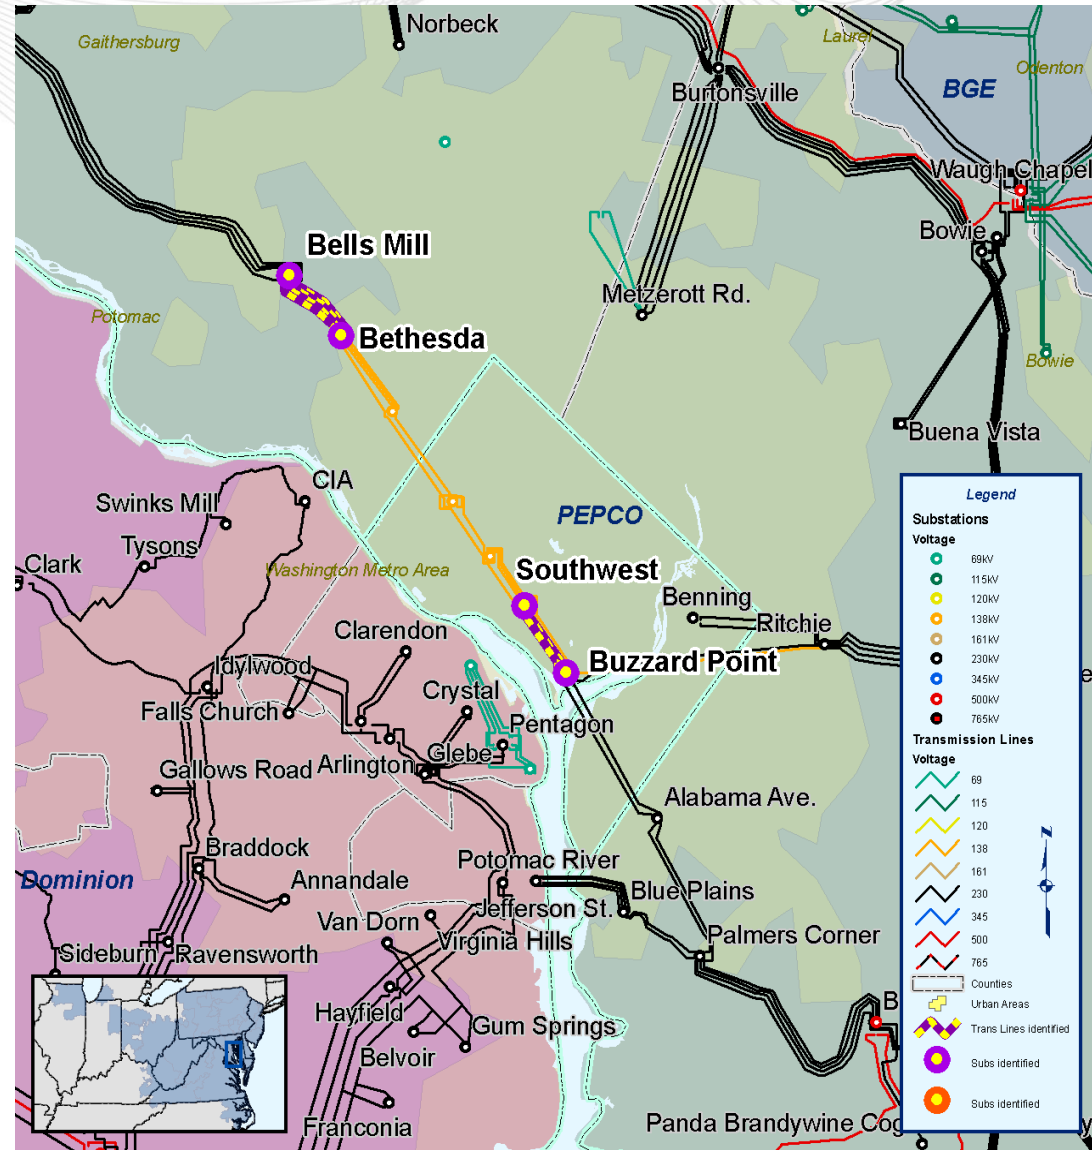 Norbeck
Gaithersburg
Laurel
Odenton
BGE
Burtonsville
Waugh Chapel
Bowie
Bells Mill
Metzerott Rd.
Potomac
Bethesda
Bowie
Buena Vista
CIA
Swinks Mill
PEPCO
Tysons
Clark
Washington Metro Area
Southwest
Benning
Ritchie
Clarendon
Idylwood
Buzzard Point
Crystal
Falls Church
Pentagon
Glebe
Gallows Road
Arlington
Alabama Ave.
Braddock
Potomac River
Dominion
Annandale
Blue Plains
Jefferson St.
Van Dorn
Virginia Hills
Palmers Corner
Sideburn
Ravensworth
B
Hayfield
Gum Springs
Belvoir
Franconia
Panda Brandywine Cog
y
e
Legend
Substations
Voltage
69kV
115kV
120kV
138kV
161kV
230kV
345kV
500kV
765kV
Transmission Lines
Voltage
69
115
120
138
161
230
345
500
765
N
Counties
Urban Areas
Trans Lines identified
Subs identified
Subs identified